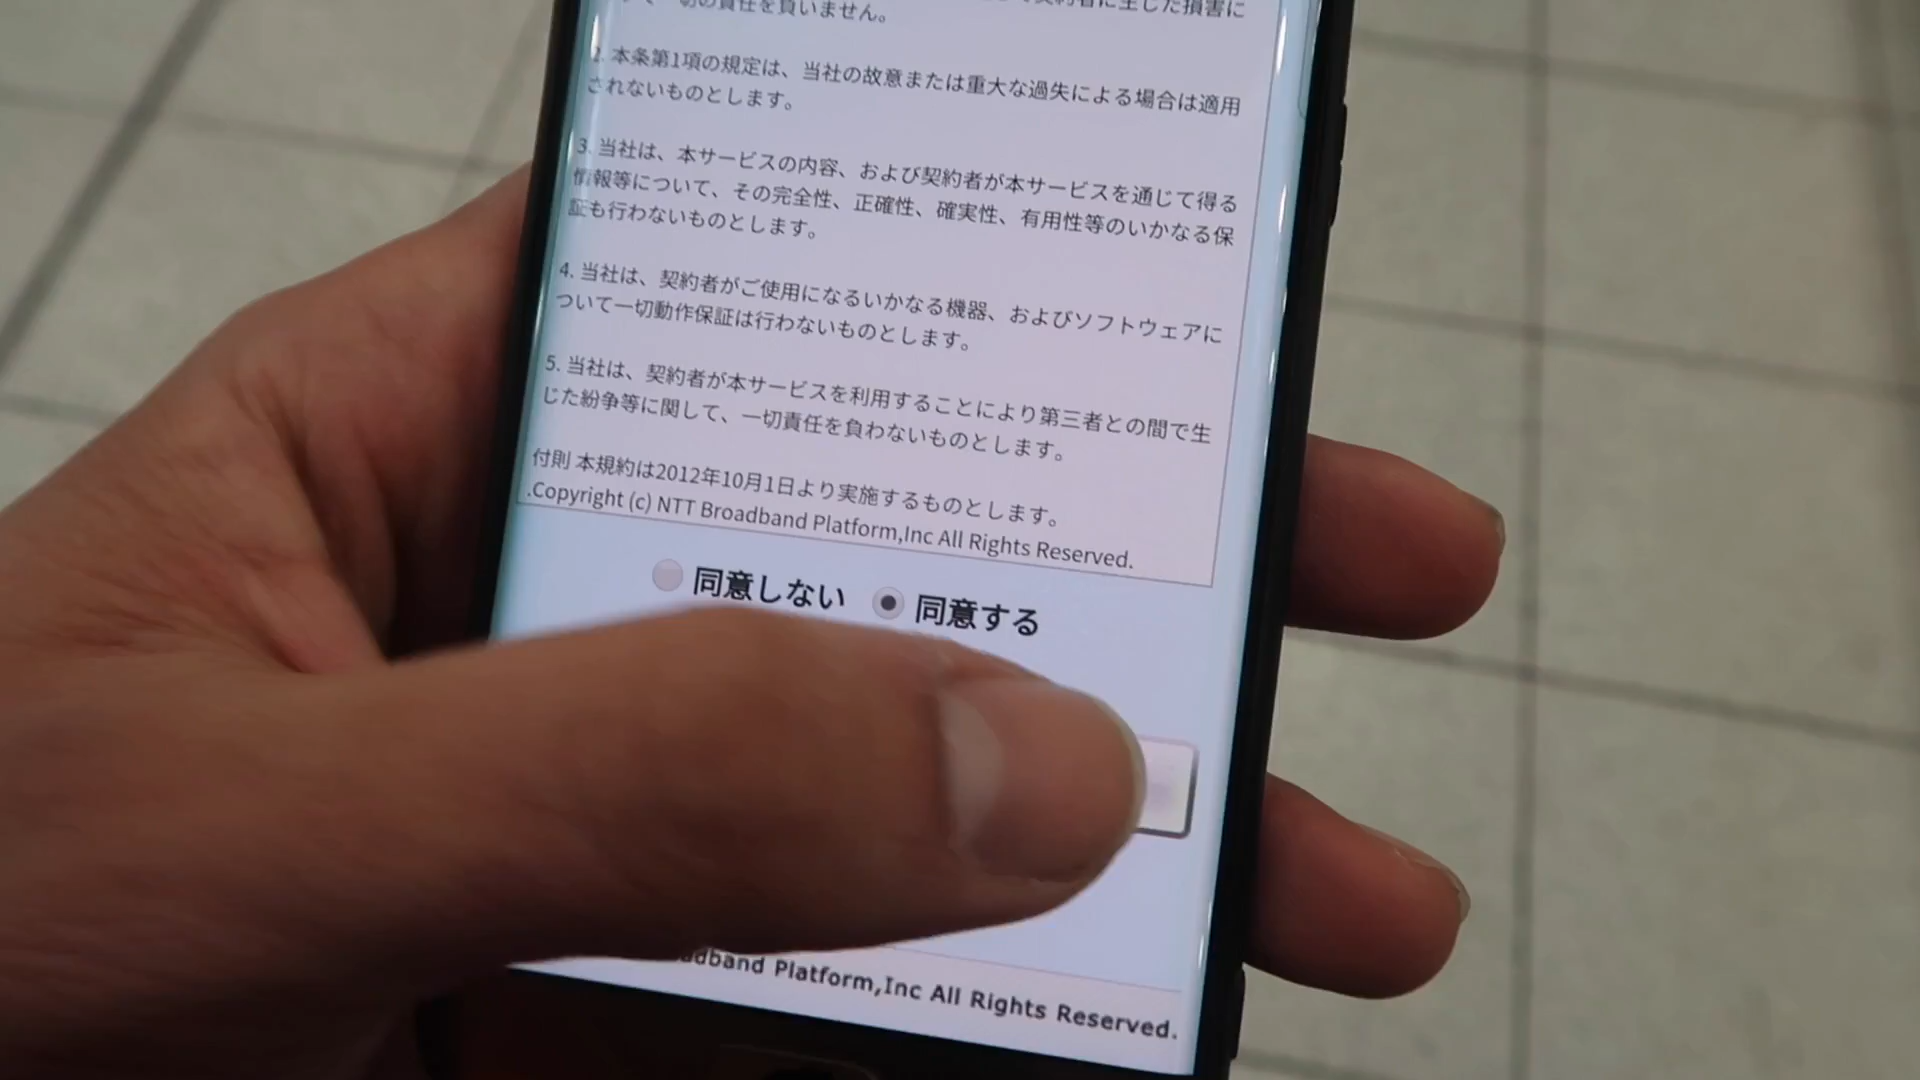 一切の責任を負いません。
2. 本条第1項の規定は、当社の故意または重大な過失による場合は適用
されないものとします。
3. 当社は、本サービスの内容、および契約者が本サービスを通じて得る
情報等について、その完全性、正確性、確実性、有用性等のいかなる保
証も行わないものとします。
4. 当社は、契約者がご使用になるいかなる機器、およびソフトウェアに
ついて一切動作保証は行わないものとします。
5. 当社は、契約者が本サービスを利用することにより第三者との間で生
じた紛争等に関して、一切責任を負わないものとします。
付則 本規約は2012年10月1日より実施するものとします。
.Copyright (c) NTT Broadband Platform,Inc All Rights Reserved.
同意しない 同意する
Platform,Inc All Rights Reserved.